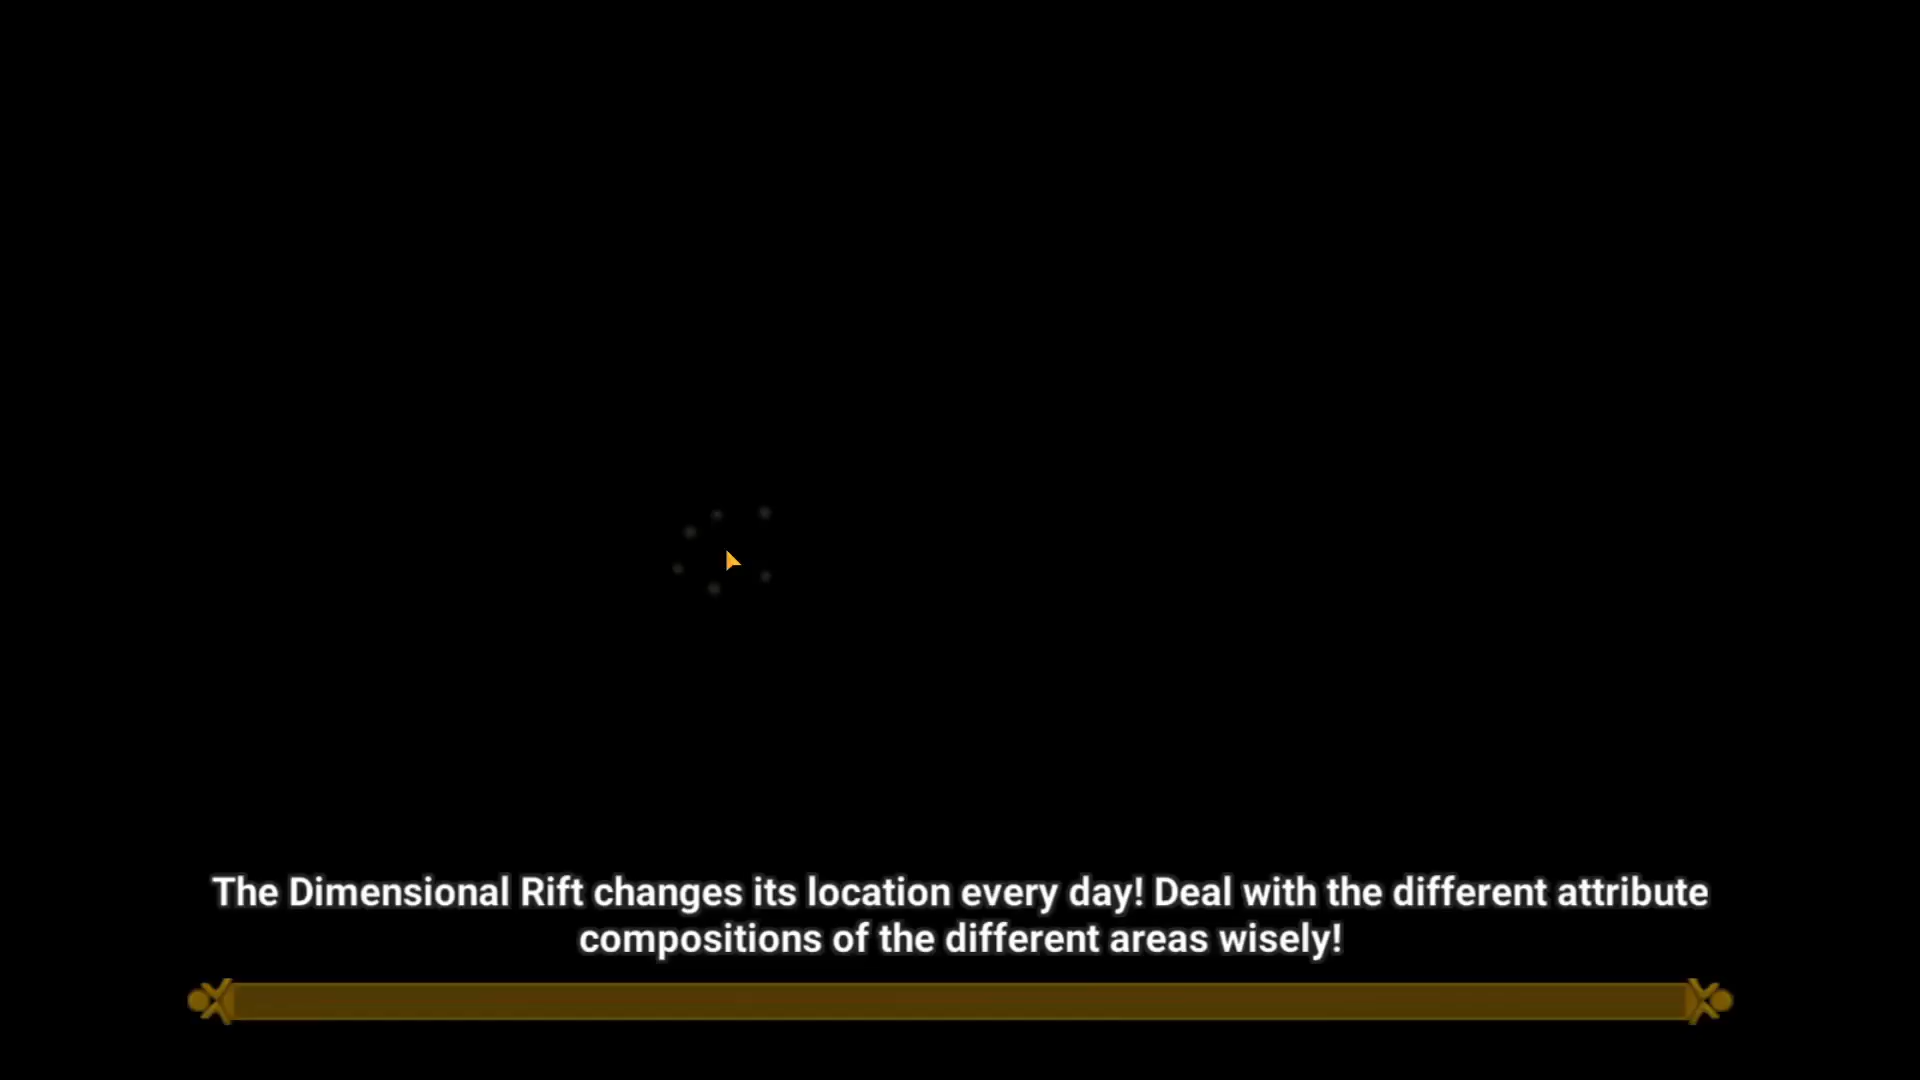 The Dimensional Rift changes its location every day! Deal with the different attribute
compositions of the different areas wisely!